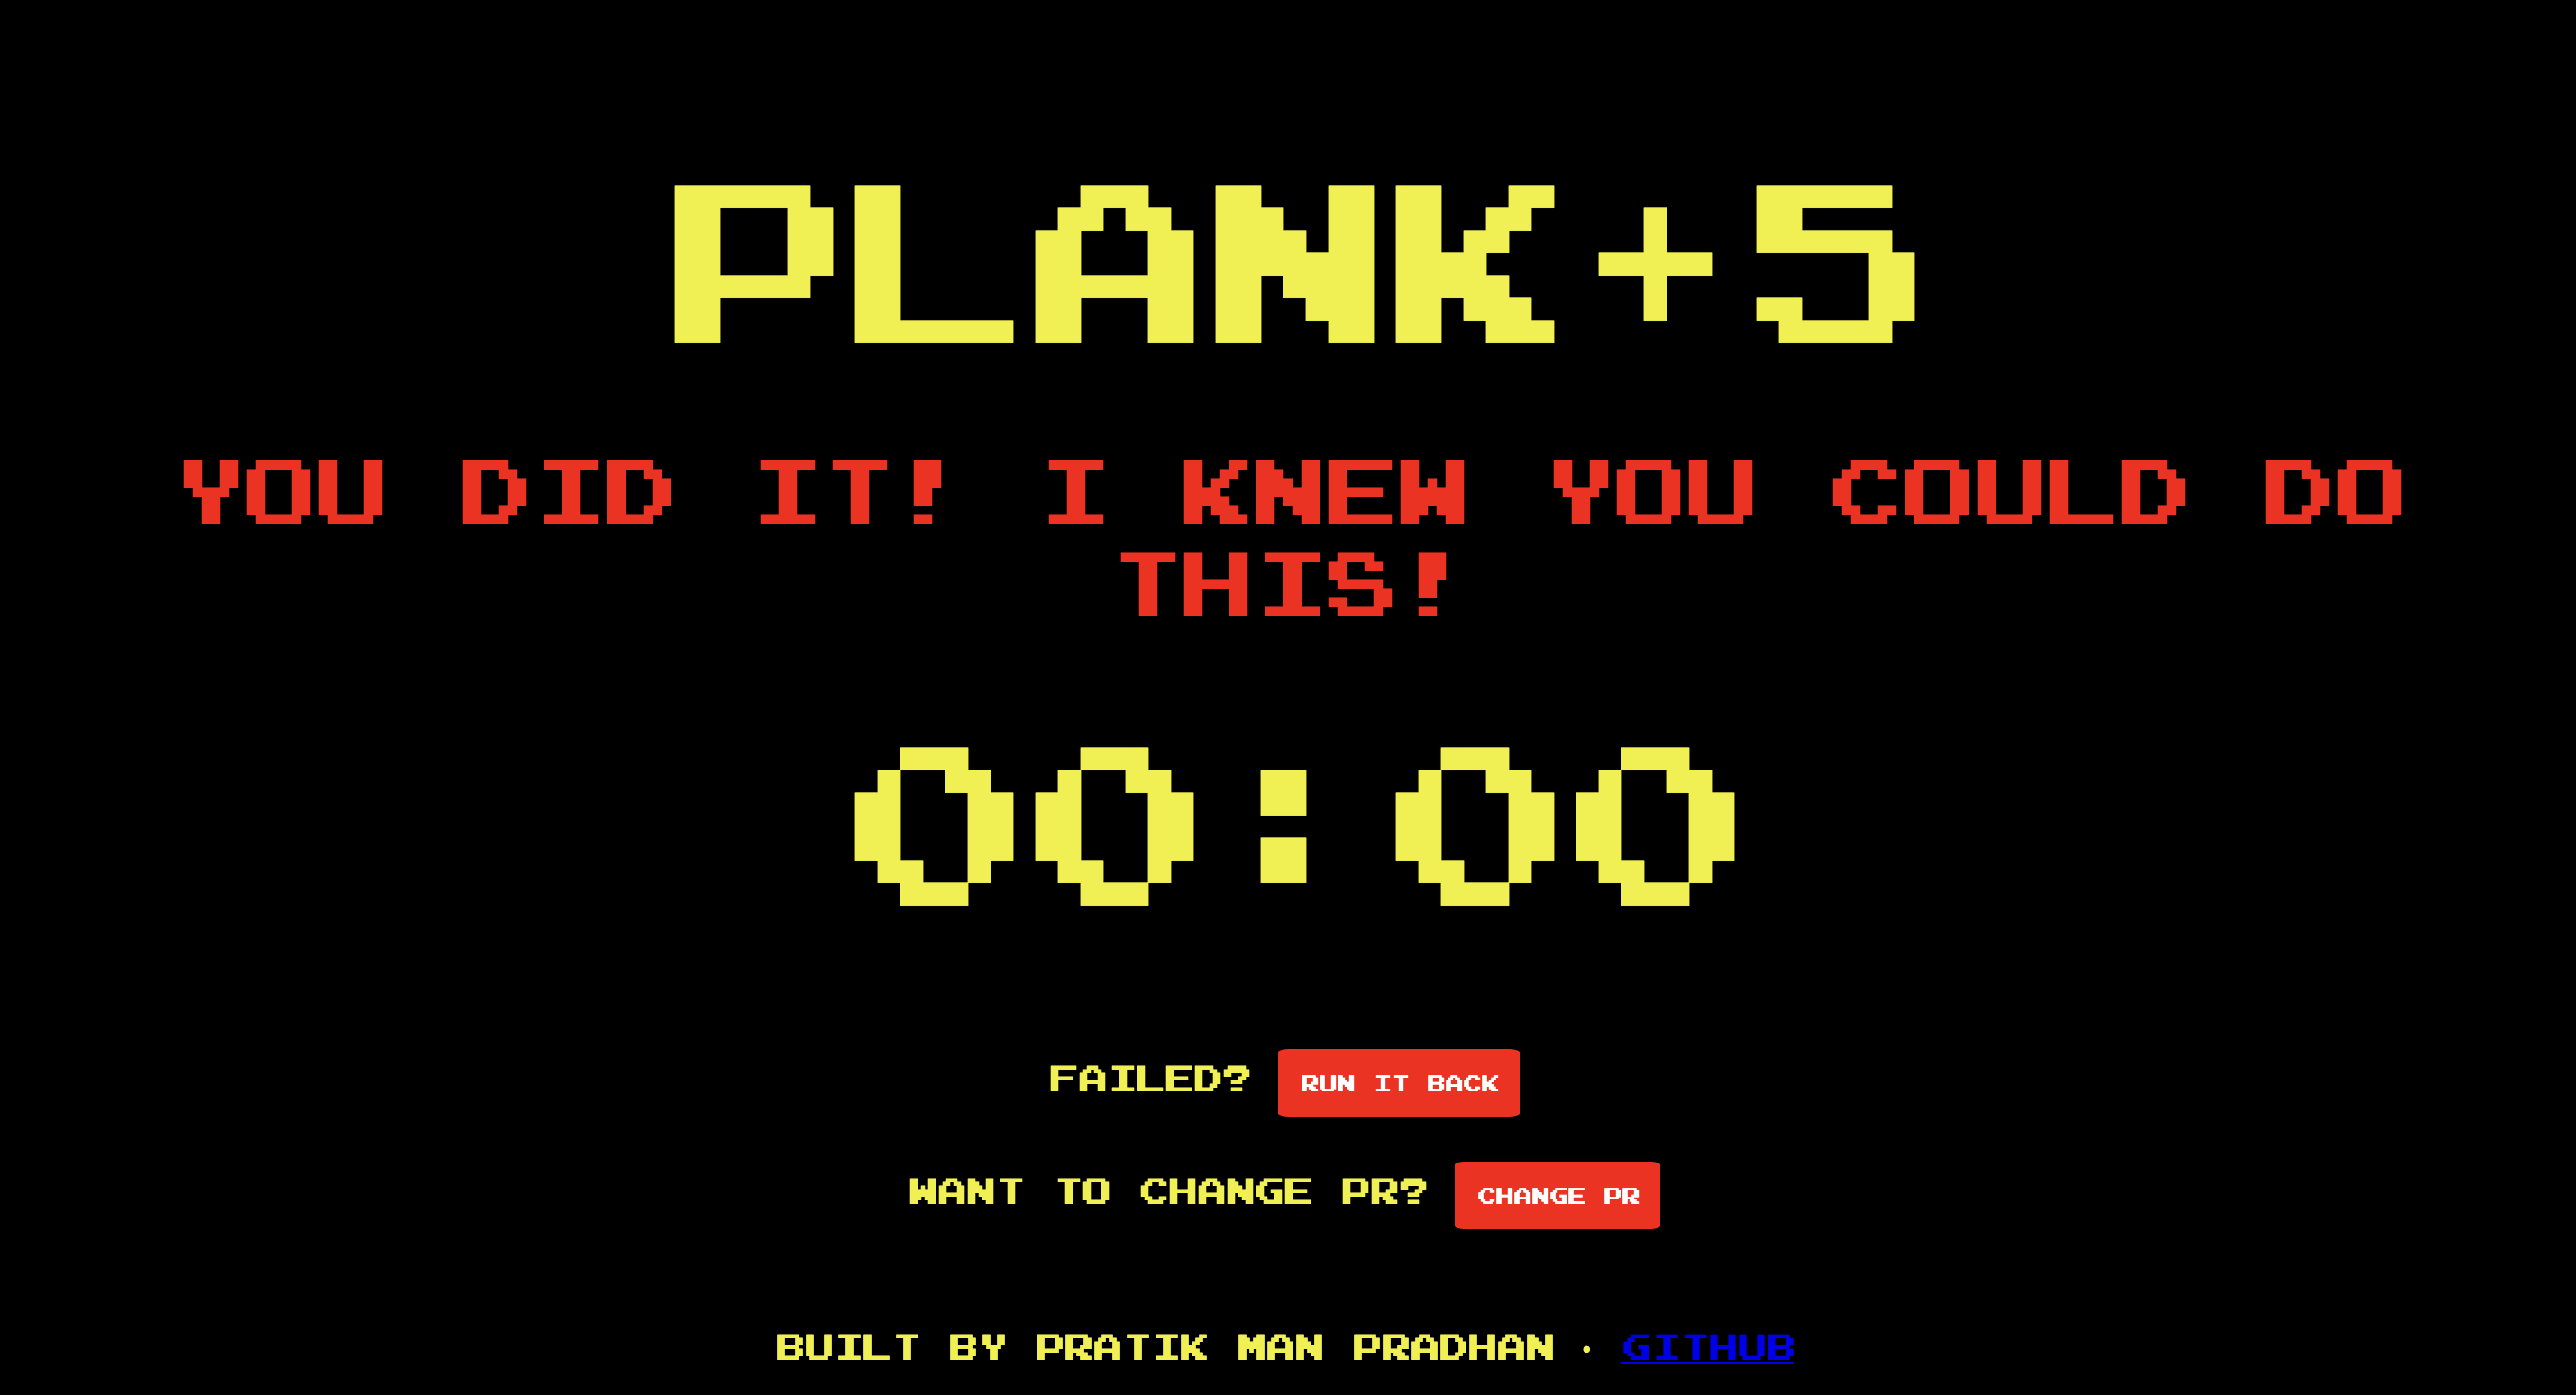 PLANK+5
YOU DID IT! I KNEW YOU COULD DO
THIS!
00:00
FAILED? RUN IT BACK
WANT TO CHANGE PR? CHANGE PR
BUILT BY PRATIK MAN PRADHAN · GITHUB